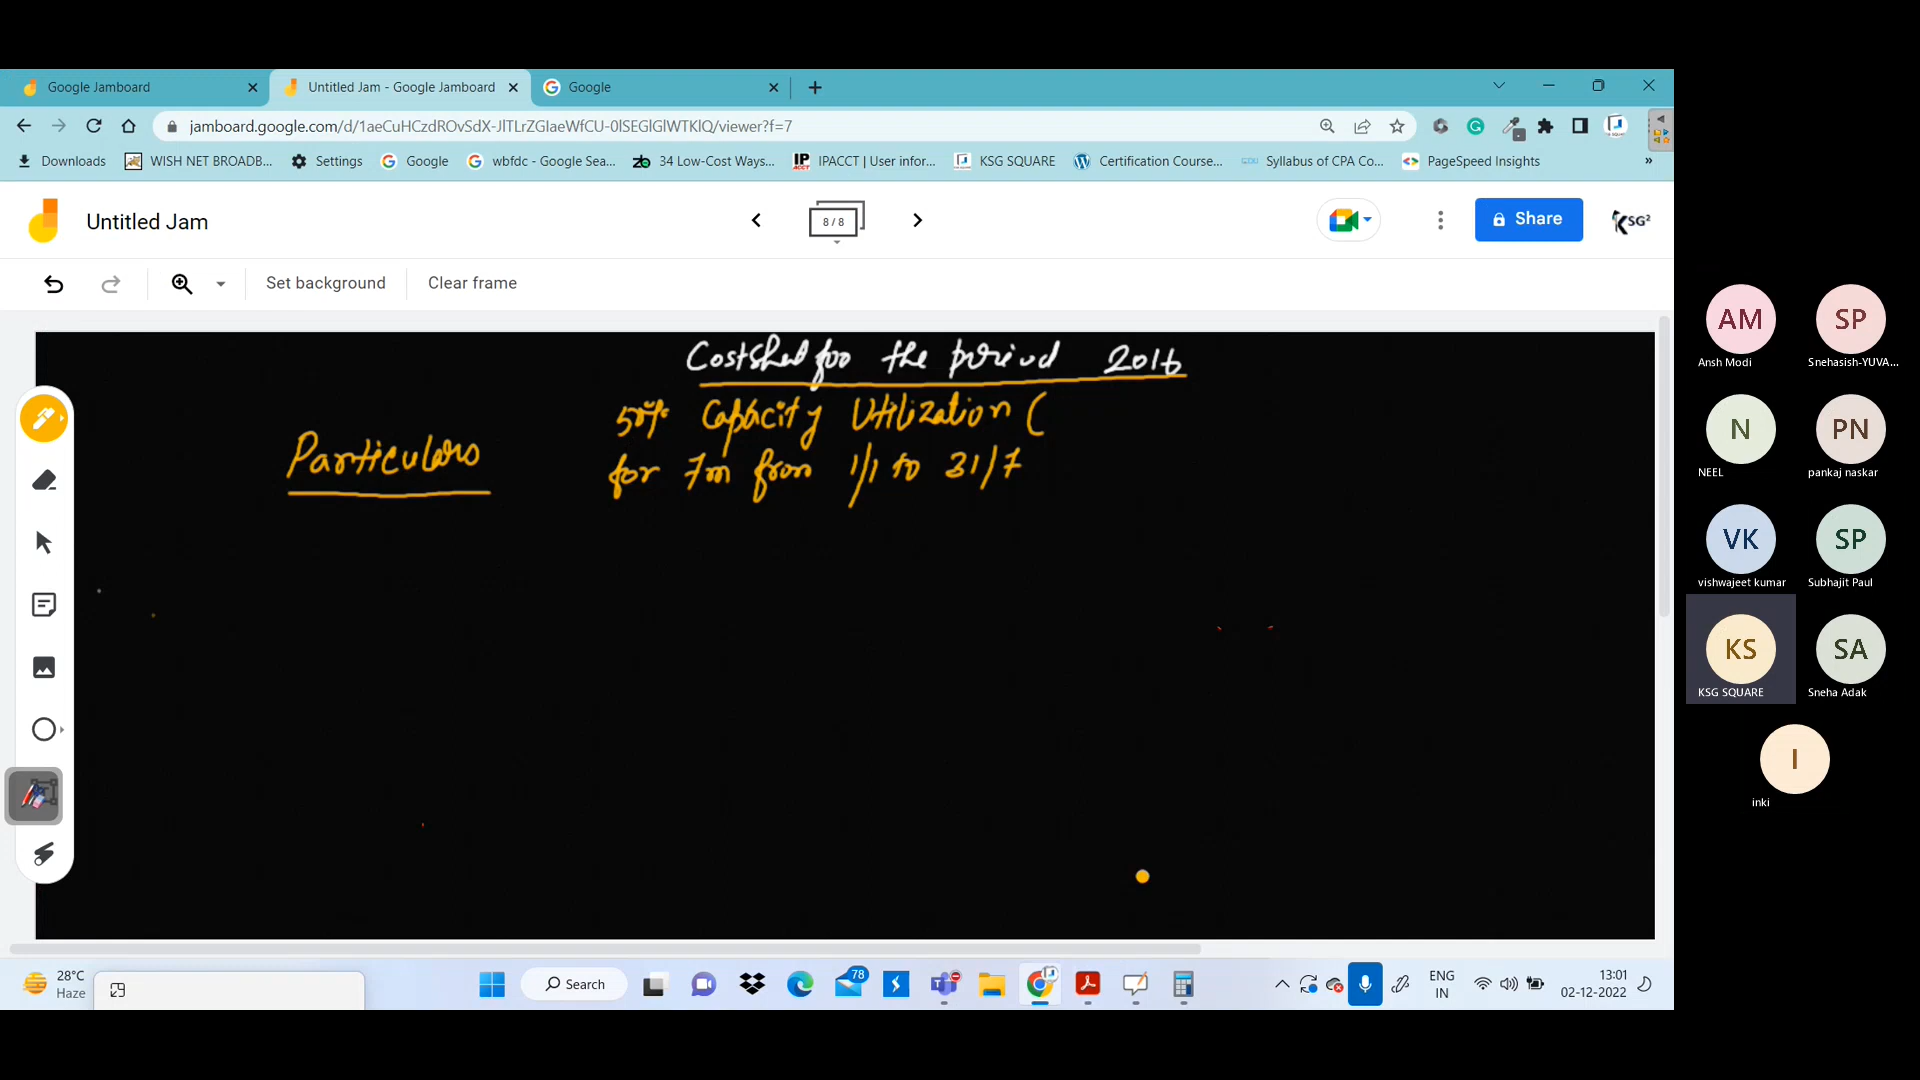 Google Jamboard
Untitled Jam - Google Jamboard
Google
jamboard.google.com/d/1aeCuHCzdROvSdX-JlTLrZGIaeWfCU-0lSEGlGlWTKlQ/viewer?f=7
Downloads
WISH NET BROADB...
Settings
Google
wbfdc - Google Sea...
34 Low-Cost Ways...
IPACCT | User infor...
KSG SQUARE
Certification Course...
Syllabus of CPA Co...
PageSpeed Insights
»
Untitled Jam
8 / 8
Share
KSG²
Set background
Clear frame
Cost Sheet for the period 2016
50% Capacity Utilization (
Particulars
for 7m from 1/1 to 31/7
AM
Ansh Modi
SP
Snehasish-YUVA...
N
NEEL
PN
pankaj naskar
VK
vishwajeet kumar
SP
Subhajit Paul
KS
KSG SQUARE
SA
Sneha Adak
I
inki
28°C
Haze
Search
78
ENG
IN
13:01
02-12-2022